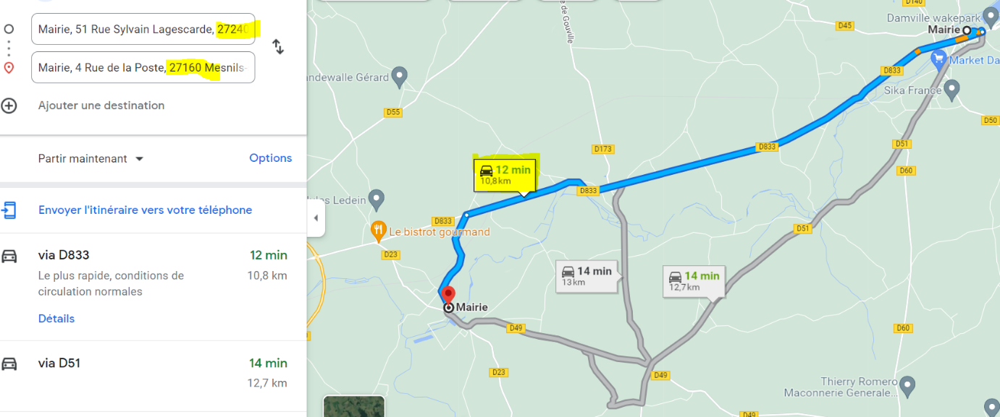 Mairie, 51 Rue Sylvain Lagescarde, 27240
Mairie, 4 Rue de la Poste, 27160 Mesnils-
Ajouter une destination
Partir maintenant
Options
Envoyer l'itinéraire vers votre téléphone
via D833
12 min
Le plus rapide, conditions de
circulation normales
10,8 km
Détails
via D51
14 min
12,7 km
de Gouville
D140
Damville wakepark
D45
Mairie
Market Da
D833
Sika France
ndewalle Gérard
D55
D50
D51
D173
D833
D60
12 min
10,8 km
D833
Jules Ledein
D833
Le bistrot gourmand
D51
D23
14 min
13 km
14 min
12,7 km
Mairie
D49
D60
D23
D49
Thierry Romero
Maconnerie Generale...
D49